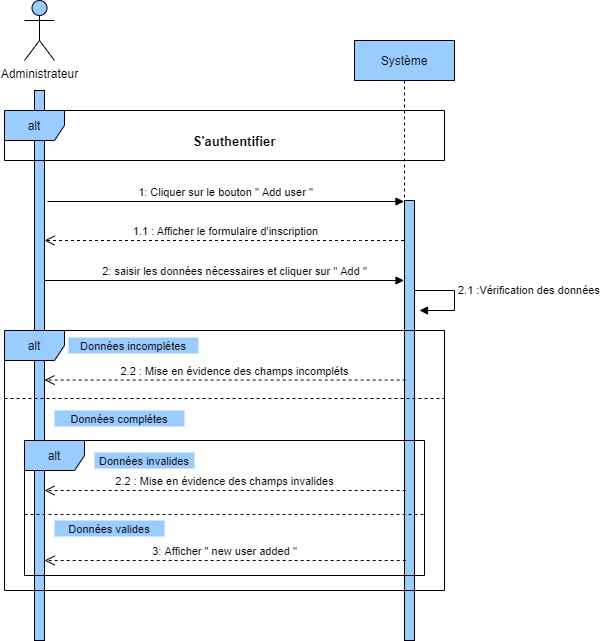 Administrateur
Système
alt
S'authentifier
1: Cliquer sur le bouton " Add user "
1.1 : Afficher le formulaire d'inscription
2: saisir les données nécessaires et cliquer sur " Add "
2.1 :Vérification des données
alt
Données incomplétes
2.2 : Mise en évidence des champs incompléts
Données complétes
alt
Données invalides
2.2 : Mise en évidence des champs invalides
Données valides
3: Afficher " new user added "